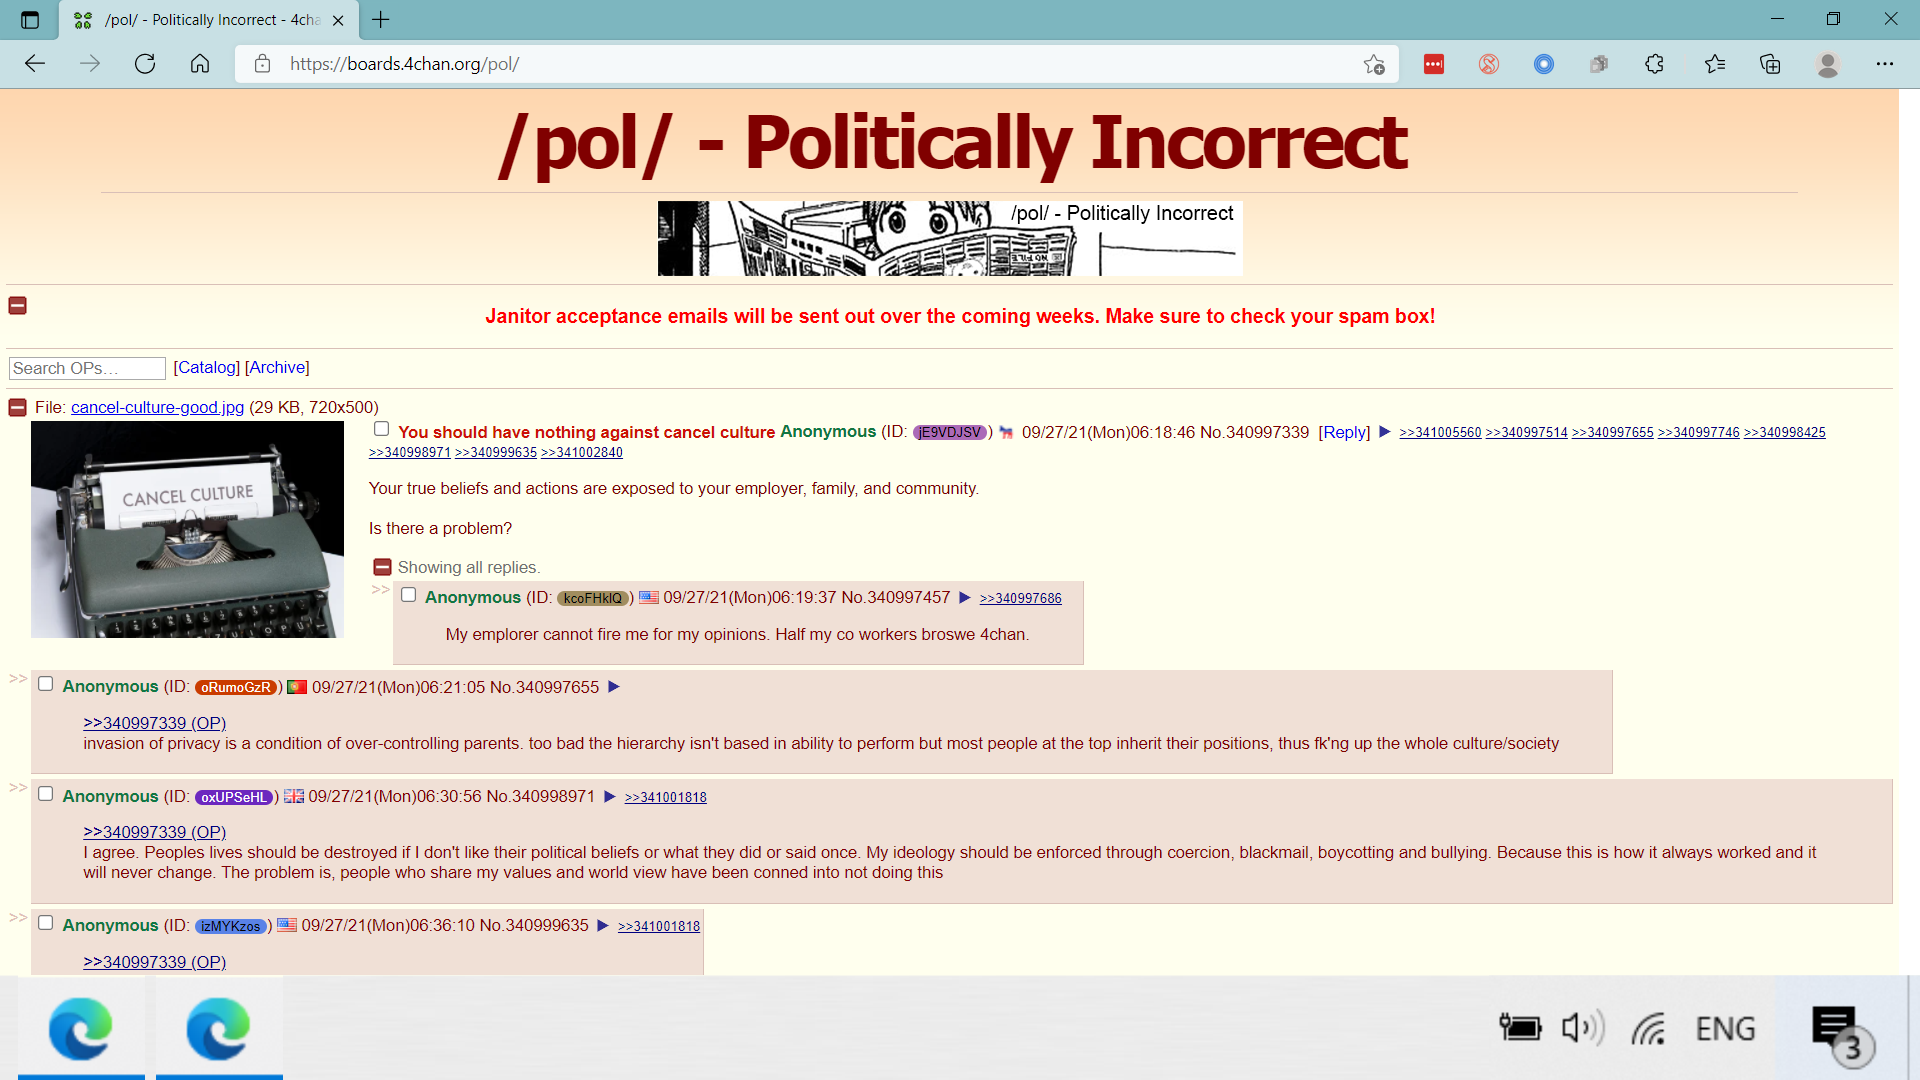 /pol/ - Politically Incorrect - 4cha
https://boards.4chan.org/pol/
/pol/ - Politically Incorrect
/pol/ - Politically Incorrect
Janitor acceptance emails will be sent out over the coming weeks. Make sure to check your spam box!
Search OPs… [Catalog] [Archive]
File: cancel-culture-good.jpg (29 KB, 720x500)
CANCEL CULTURE
You should have nothing against cancel culture Anonymous (ID: jE9VDJSV) 09/27/21(Mon)06:18:46 No.340997339 [Reply] ▶ >>341005560 >>340997514 >>340997655 >>340997746 >>340998425
>>340998971 >>340999635 >>341002840
Your true beliefs and actions are exposed to your employer, family, and community.
Is there a problem?
Showing all replies.
>> Anonymous (ID: kcoFHkIQ) 09/27/21(Mon)06:19:37 No.340997457 ▶ >>340997686
My emplorer cannot fire me for my opinions. Half my co workers broswe 4chan.
>> Anonymous (ID: oRumoGzR) 09/27/21(Mon)06:21:05 No.340997655 ▶
>>340997339 (OP)
invasion of privacy is a condition of over-controlling parents. too bad the hierarchy isn't based in ability to perform but most people at the top inherit their positions, thus fk'ng up the whole culture/society
>> Anonymous (ID: oxUPSeHL) 09/27/21(Mon)06:30:56 No.340998971 ▶ >>341001818
>>340997339 (OP)
I agree. Peoples lives should be destroyed if I don't like their political beliefs or what they did or said once. My ideology should be enforced through coercion, blackmail, boycotting and bullying. Because this is how it always worked and it
will never change. The problem is, people who share my values and world view have been conned into not doing this
>> Anonymous (ID: izMYKzos) 09/27/21(Mon)06:36:10 No.340999635 ▶ >>341001818
>>340997339 (OP)
ENG
3